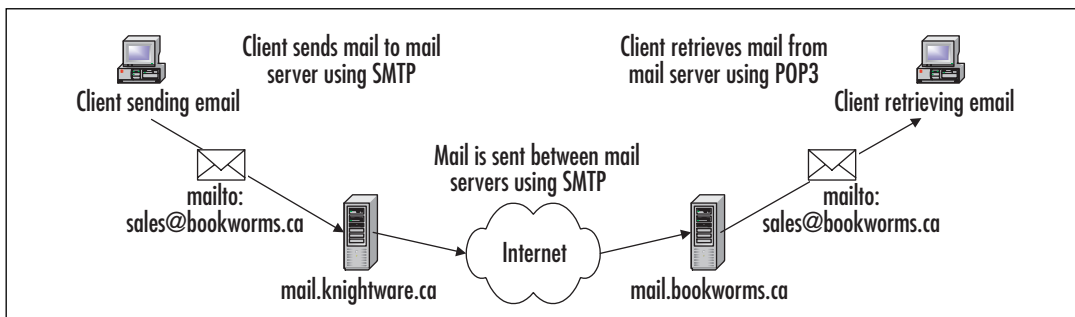 Client sends mail to mail
server using SMTP
Client retrieves mail from
mail server using POP3
Client sending email
Client retrieving email
Mail is sent between mail
servers using SMTP
mailto:
sales@bookworms.ca
mailto:
sales@bookworms.ca
Internet
mail.knightware.ca
mail.bookworms.ca